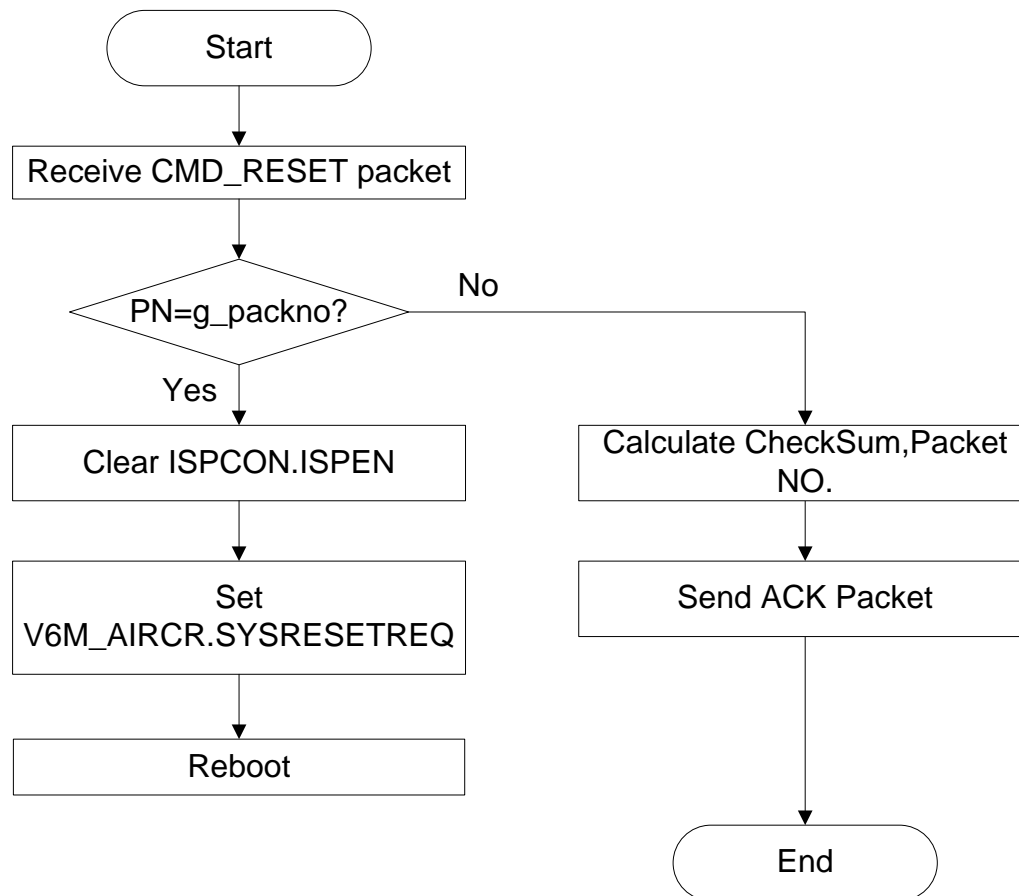 Start
Receive CMD_RESET packet
PN=g_packno?
No
Yes
Clear ISPCON.ISPEN
Calculate CheckSum,Packet
NO.
Set
V6M_AIRCR.SYSRESETREQ
Send ACK Packet
Reboot
End